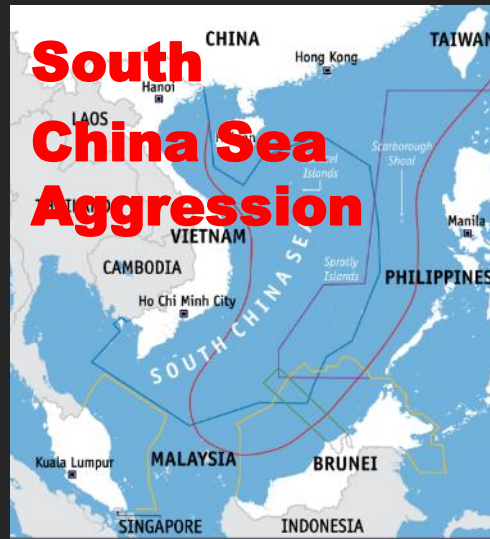 South
China Sea
Aggression
CHINA
TAIWAN
Hong Kong
Hanoi
LAOS
Scarborough
Shoal
Islands
Manila
VIETNAM
CAMBODIA
Spratly
Islands
PHILIPPINES
Ho Chi Minh City
SOUTH CHINA SEA
Kuala Lumpur
MALAYSIA
BRUNEI
SINGAPORE
INDONESIA